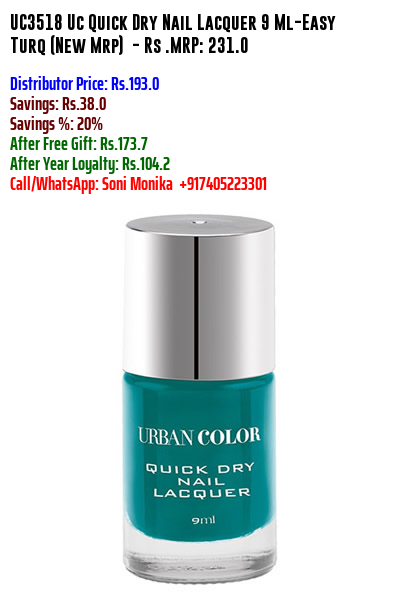 UC3518 Uc Quick Dry Nail Lacquer 9 Ml-Easy
Turq (New Mrp) - Rs .MRP: 231.0
Distributor Price: Rs.193.0
Savings: Rs.38.0
Savings %: 20%
After Free Gift: Rs.173.7
After Year Loyalty: Rs.104.2
Call/WhatsApp: Soni Monika +917405223301
URBAN COLOR
QUICK DRY
NAIL
LACQUER
9ml